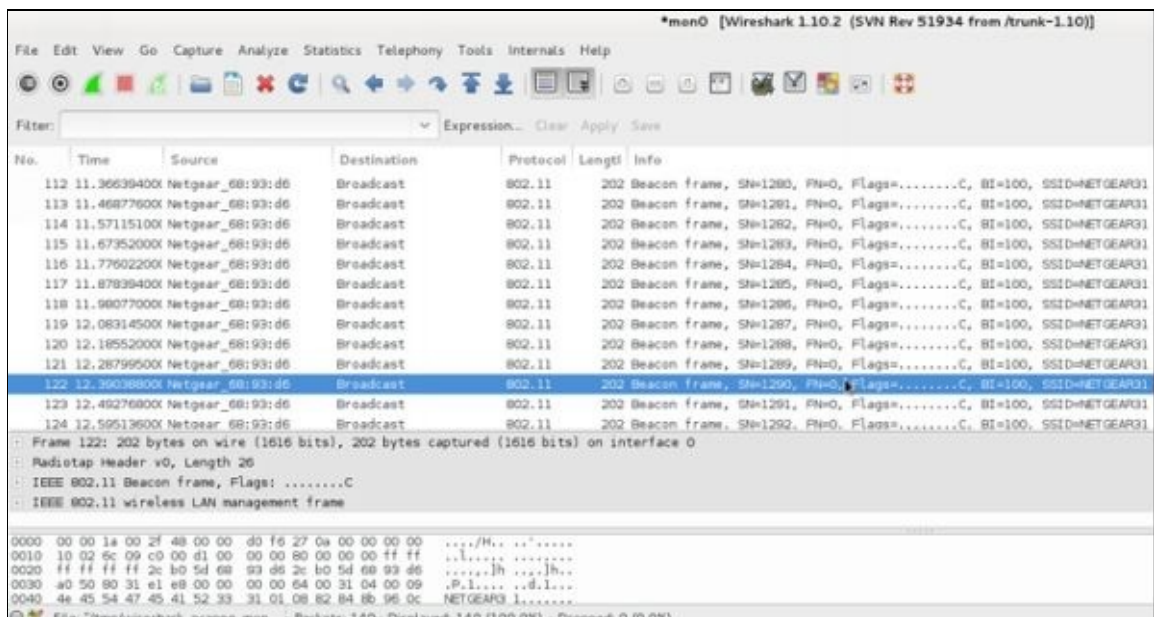 *mon0 [Wireshark 1.10.2 (SVN Rev 51934 from /trunk-1.10)]
File Edit View Go Capture Analyze Statistics Telephony Tools Internals Help
Filter: Expression... Clear Apply Save
No. Time Source Destination Protocol Lengtl Info
112 11.36639400( Netgear_68:93:d6 Broadcast 802.11 202 Beacon frame, SN=1280, FN=0, Flags=........C, BI=100, SSID=NETGEAR31
113 11.46877600( Netgear_68:93:d6 Broadcast 802.11 202 Beacon frame, SN=1281, FN=0, Flags=........C, BI=100, SSID=NETGEAR31
114 11.57115100( Netgear_68:93:d6 Broadcast 802.11 202 Beacon frame, SN=1282, FN=0, Flags=........C, BI=100, SSID=NETGEAR31
115 11.67352000( Netgear_68:93:d6 Broadcast 802.11 202 Beacon frame, SN=1283, FN=0, Flags=........C, BI=100, SSID=NETGEAR31
116 11.77602200( Netgear_68:93:d6 Broadcast 802.11 202 Beacon frame, SN=1284, FN=0, Flags=........C, BI=100, SSID=NETGEAR31
117 11.87839400( Netgear_68:93:d6 Broadcast 802.11 202 Beacon frame, SN=1285, FN=0, Flags=........C, BI=100, SSID=NETGEAR31
118 11.98077000( Netgear_68:93:d6 Broadcast 802.11 202 Beacon frame, SN=1286, FN=0, Flags=........C, BI=100, SSID=NETGEAR31
119 12.08314500( Netgear_68:93:d6 Broadcast 802.11 202 Beacon frame, SN=1287, FN=0, Flags=........C, BI=100, SSID=NETGEAR31
120 12.18552000( Netgear_68:93:d6 Broadcast 802.11 202 Beacon frame, SN=1288, FN=0, Flags=........C, BI=100, SSID=NETGEAR31
121 12.28799500( Netgear_68:93:d6 Broadcast 802.11 202 Beacon frame, SN=1289, FN=0, Flags=........C, BI=100, SSID=NETGEAR31
122 12.39038800( Netgear_68:93:d6 Broadcast 802.11 202 Beacon frame, SN=1290, FN=0, Flags=........C, BI=100, SSID=NETGEAR31
123 12.49276800( Netgear_68:93:d6 Broadcast 802.11 202 Beacon frame, SN=1291, FN=0, Flags=........C, BI=100, SSID=NETGEAR31
124 12.59513600( Netgear_68:93:d6 Broadcast 802.11 202 Beacon frame, SN=1292, FN=0, Flags=........C, BI=100, SSID=NETGEAR31
Frame 122: 202 bytes on wire (1616 bits), 202 bytes captured (1616 bits) on interface 0
Radiotap Header v0, Length 26
IEEE 802.11 Beacon frame, Flags: ........C
IEEE 802.11 wireless LAN management frame
0000 00 00 1a 00 2f 48 00 00 d0 f6 27 0a 00 00 00 00 ..../H.. ..'.....
0010 10 02 6c 09 c0 00 d1 00 00 00 80 00 00 00 ff ff ..l..... ........
0020 ff ff ff ff 2c b0 5d 68 93 d6 2c b0 5d 68 93 d6 ....,.]h ..,.]h..
0030 a0 50 80 31 e1 e8 00 00 00 00 64 00 31 04 00 09 .P.1.... ..d.1...
0040 4e 45 54 47 45 41 52 33 31 01 08 82 84 8b 96 0c NETGEAR3 1.......